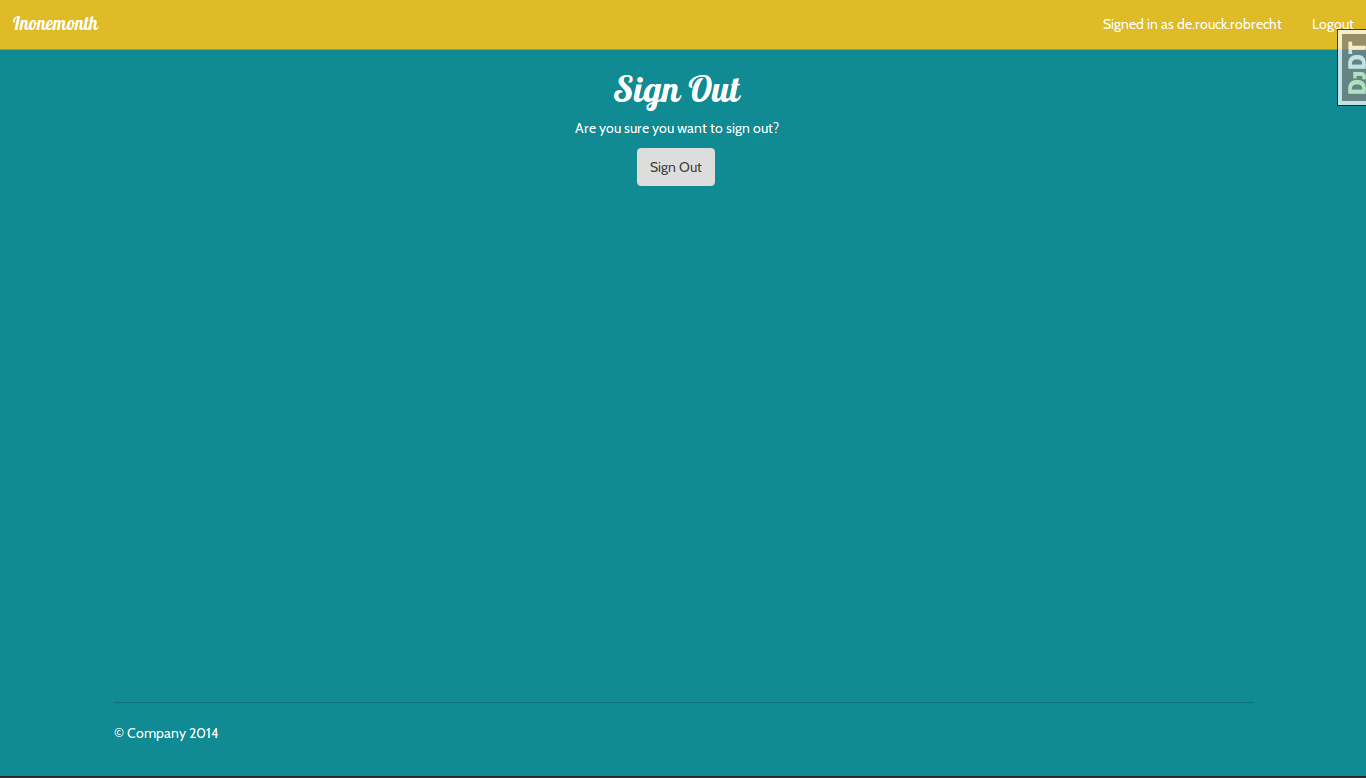 Inonemonth
Signed in as de.rouck.robrecht
Logout
DjDT
Sign Out
Are you sure you want to sign out?
Sign Out
© Company 2014